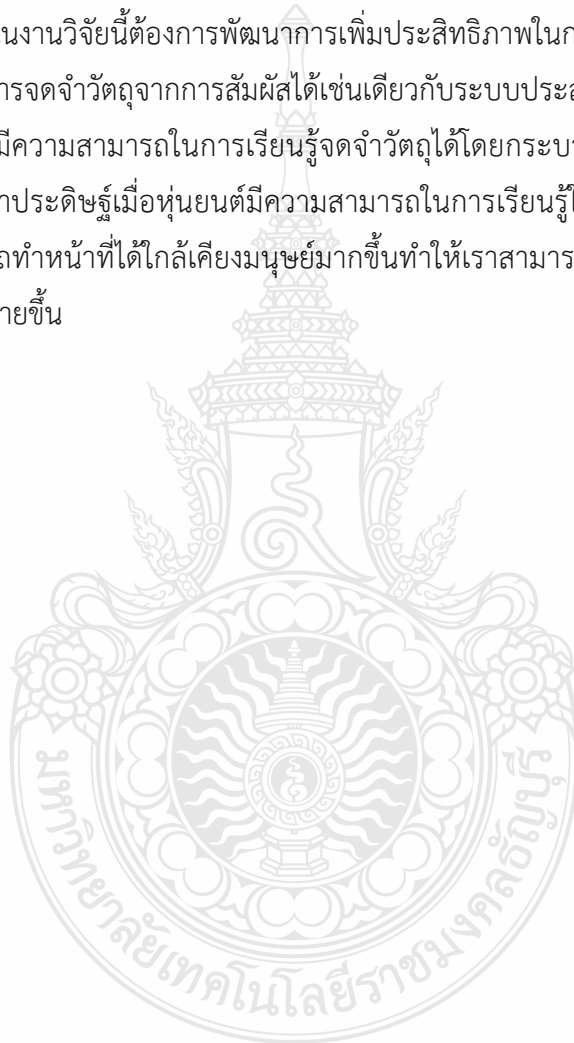 นงานวิจัยนี้ต้องการพัฒนาการเพิ่มประสิทธิภาพในก
ารจดจำวัตถุจากการสัมผัสได้เช่นเดียวกับระบบประส
มีความสามารถในการเรียนรู้จดจำวัตถุได้โดยกระบว
าประดิษฐ์เมื่อหุ่นยนต์มีความสามารถในการเรียนรู้ใ
ถทำหน้าที่ได้ใกล้เคียงมนุษย์มากขึ้นทำให้เราสามาร
ายขึ้น
มหาวิทยาลัยเทคโนโลยีราชมงคลธัญบุรี